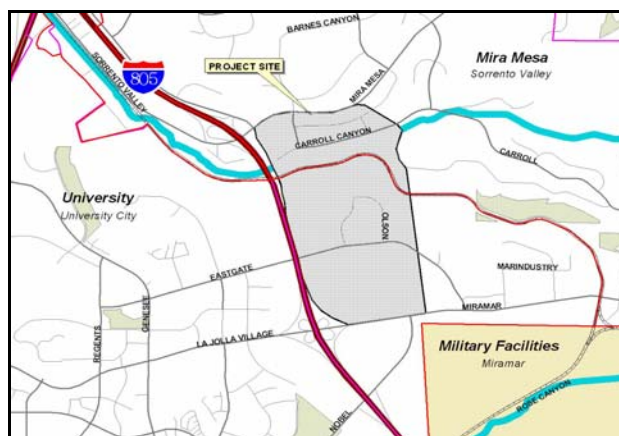 BARNES CANYON
SORRENTO VALLEY
805
PROJECT SITE
MIRA MESA
Mira Mesa
Sorrento Valley
CARROLL CANYON
CARROLL
University
University City
OLSON
EASTGATE
MARINDUSTRY
MIRAMAR
REGENTS
GENESEE
LA JOLLA VILLAGE
Military Facilities
Miramar
NOBEL
ROSE CANYON